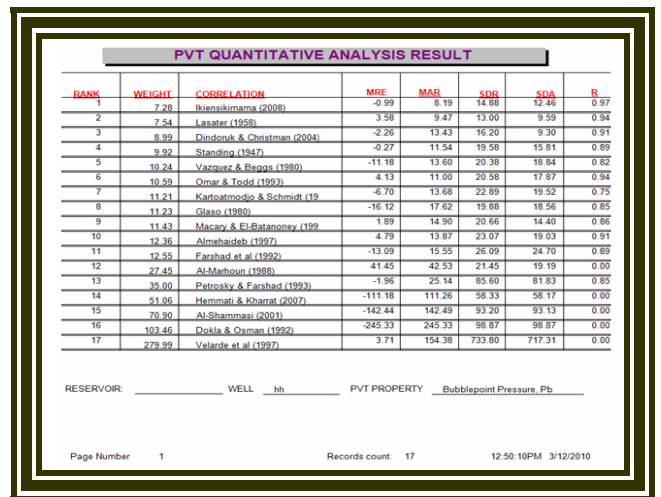 PVT QUANTITATIVE ANALYSIS RESULT
RANK WEIGHT CORRELATION MRE MAR SDR SDA R
1 7.28 Ikiensikimama (2008) -0.99 8.19 14.88 12.46 0.97
2 7.54 Lasater (1958) 3.58 9.47 13.00 9.59 0.94
3 8.99 Dindoruk & Christman (2004) -2.26 13.43 16.20 9.30 0.91
4 9.92 Standing (1947) -0.27 11.54 19.58 15.81 0.89
5 10.24 Vazquez & Beggs (1980) -11.18 13.60 20.38 18.84 0.82
6 10.59 Omar & Todd (1993) 4.13 11.00 20.58 17.87 0.94
7 11.21 Kartoatmodjo & Schmidt (19 -6.70 13.68 22.89 19.52 0.75
8 11.23 Glaso (1980) -16.12 17.62 19.88 18.56 0.85
9 11.43 Macary & El-Batanoney (199 1.89 14.90 20.66 14.40 0.86
10 12.36 Almehaideb (1997) 4.79 13.87 23.07 19.03 0.91
11 12.55 Farshad et al (1992) -13.09 15.55 26.09 24.70 0.89
12 27.45 Al-Marhoun (1988) 41.45 42.53 21.45 19.19 0.00
13 35.00 Petrosky & Farshad (1993) -1.96 25.14 85.60 81.83 0.85
14 51.06 Hemmati & Kharrat (2007) -111.18 111.26 58.33 58.17 0.00
15 70.90 Al-Shammasi (2001) -142.44 142.49 93.20 93.13 0.00
16 103.46 Dokla & Osman (1992) -245.33 245.33 98.87 98.87 0.00
17 279.99 Velarde et al (1997) 3.71 154.38 733.80 717.31 0.00
RESERVOIR: WELL hh PVT PROPERTY Bubblepoint Pressure, Pb
Page Number 1 Records count: 17 12:50:10PM 3/12/2010